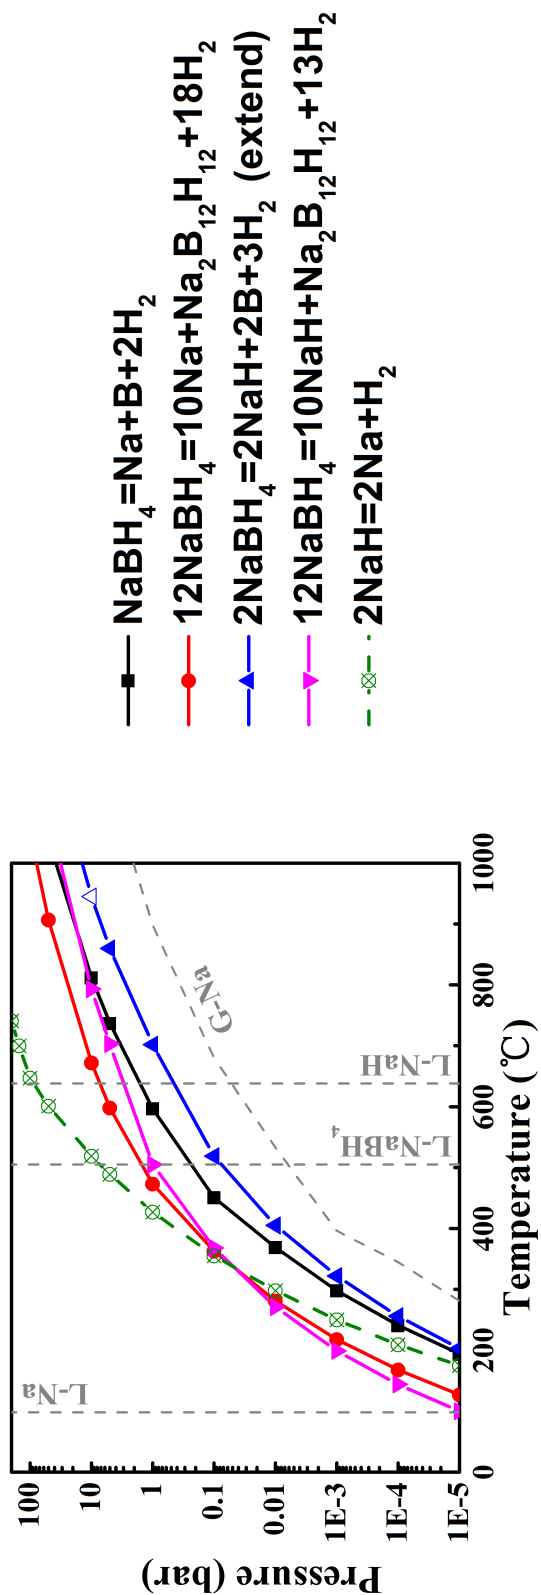 Pressure (bar)
100
10
1
0.1
0.01
1E-3
1E-4
1E-5
0
200
400
600
800
1000
Temperature (℃)
L-Na
L-NaBH4
L-NaH
G-Na
NaBH4=Na+B+2H2
12NaBH4=10Na+Na2B12H12+18H2
2NaBH4=2NaH+2B+3H2 (extend)
12NaBH4=10NaH+Na2B12H12+13H2
2NaH=2Na+H2